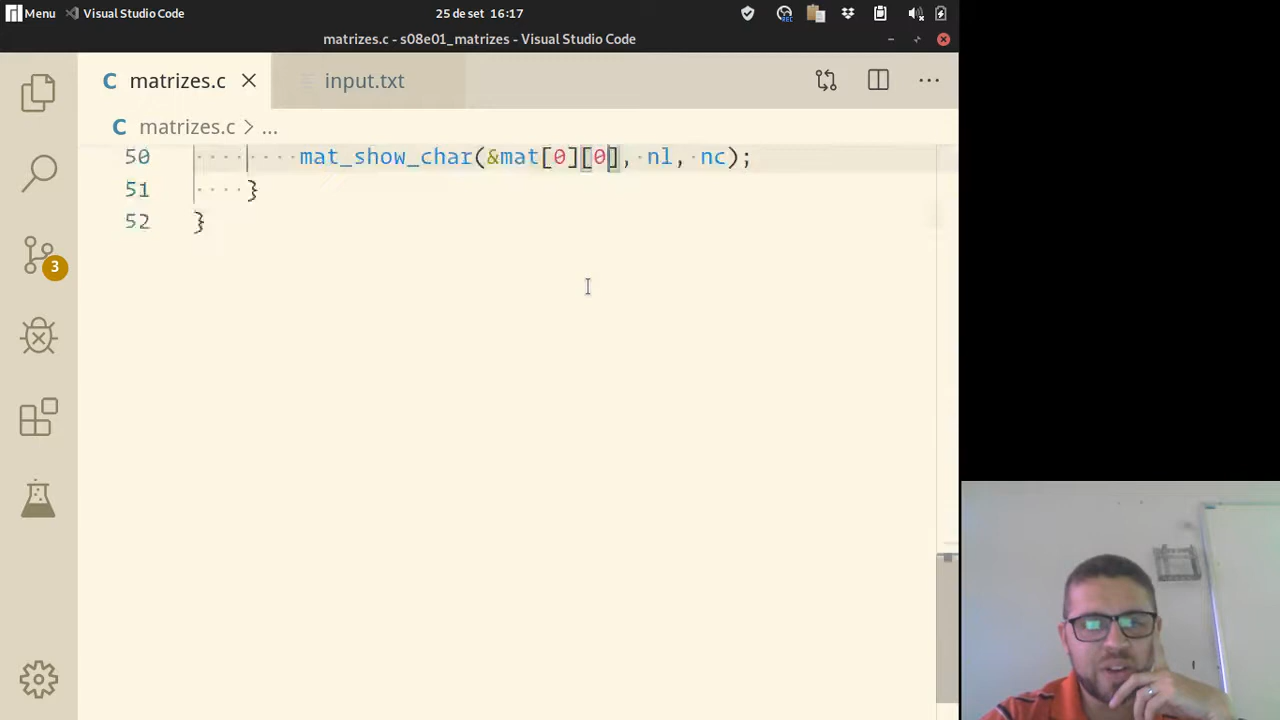 Menu Visual Studio Code 25 de set 16:17
matrizes.c - s08e01_matrizes - Visual Studio Code
C matrizes.c input.txt
C matrizes.c > ...
50 mat_show_char(&mat[0][0], nl, nc);
51 }
52 }
3